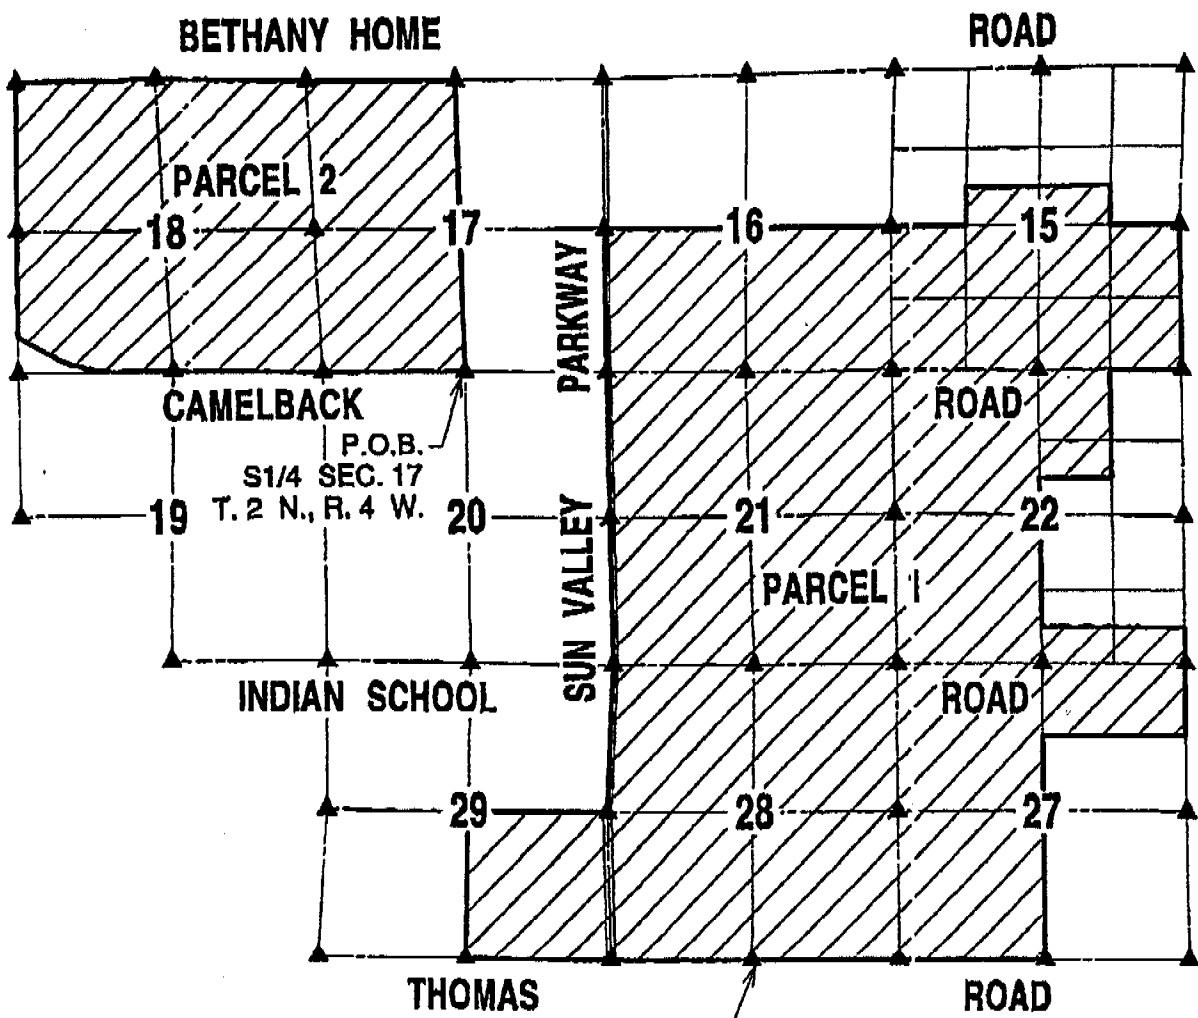 BETHANY HOME ROAD
PARCEL 2
18 17 16 15
SUN VALLEY PARKWAY
CAMELBACK ROAD
P.O.B.
S1/4 SEC. 17
T. 2 N., R. 4 W.
19 20 21 22
PARCEL 1
INDIAN SCHOOL ROAD
29 28 27
THOMAS ROAD